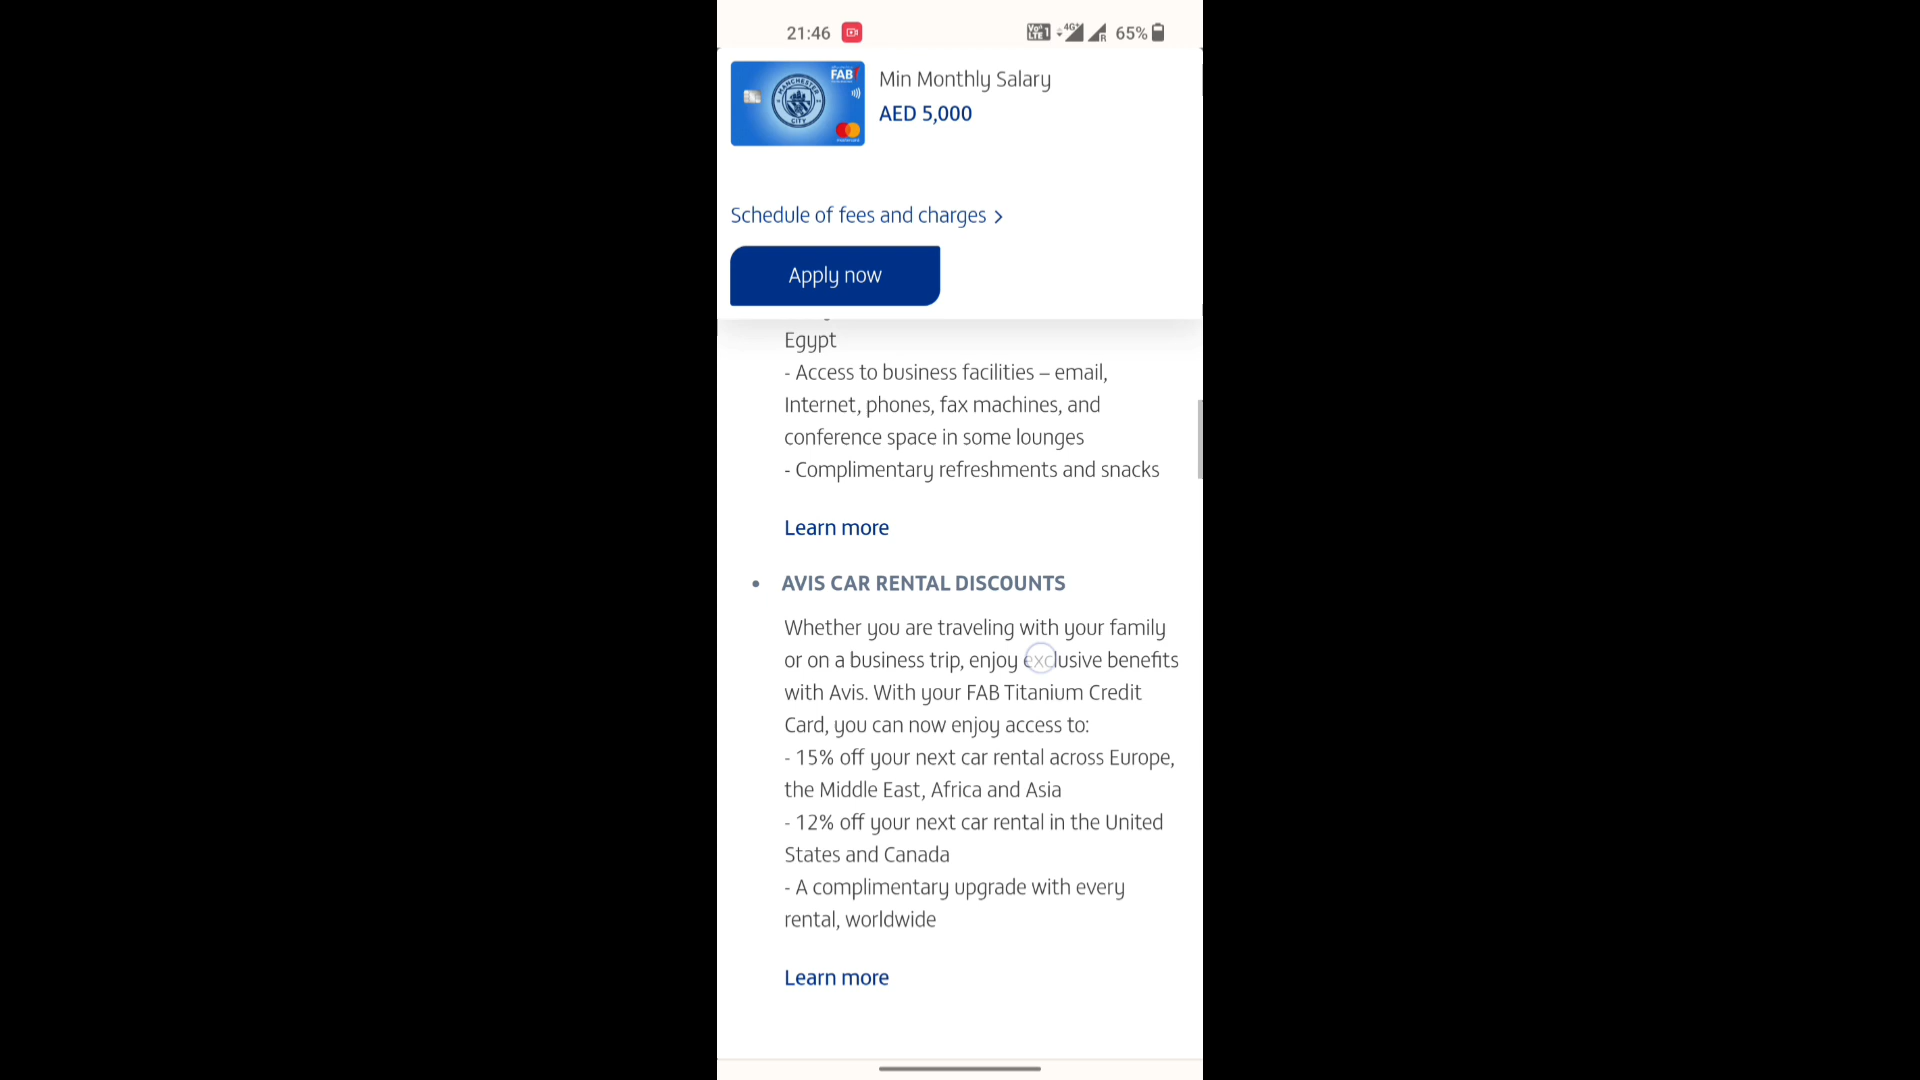 21:46
VoLTE 1
4G+
R
65%
FAB
MANCHESTER
CITY
Min Monthly Salary
AED 5,000
Schedule of fees and charges
Apply now
Egypt
- Access to business facilities – email,
Internet, phones, fax machines, and
conference space in some lounges
- Complimentary refreshments and snacks
Learn more
• AVIS CAR RENTAL DISCOUNTS
Whether you are traveling with your family
or on a business trip, enjoy exclusive benefits
with Avis. With your FAB Titanium Credit
Card, you can now enjoy access to:
- 15% off your next car rental across Europe,
the Middle East, Africa and Asia
- 12% off your next car rental in the United
States and Canada
- A complimentary upgrade with every
rental, worldwide
Learn more